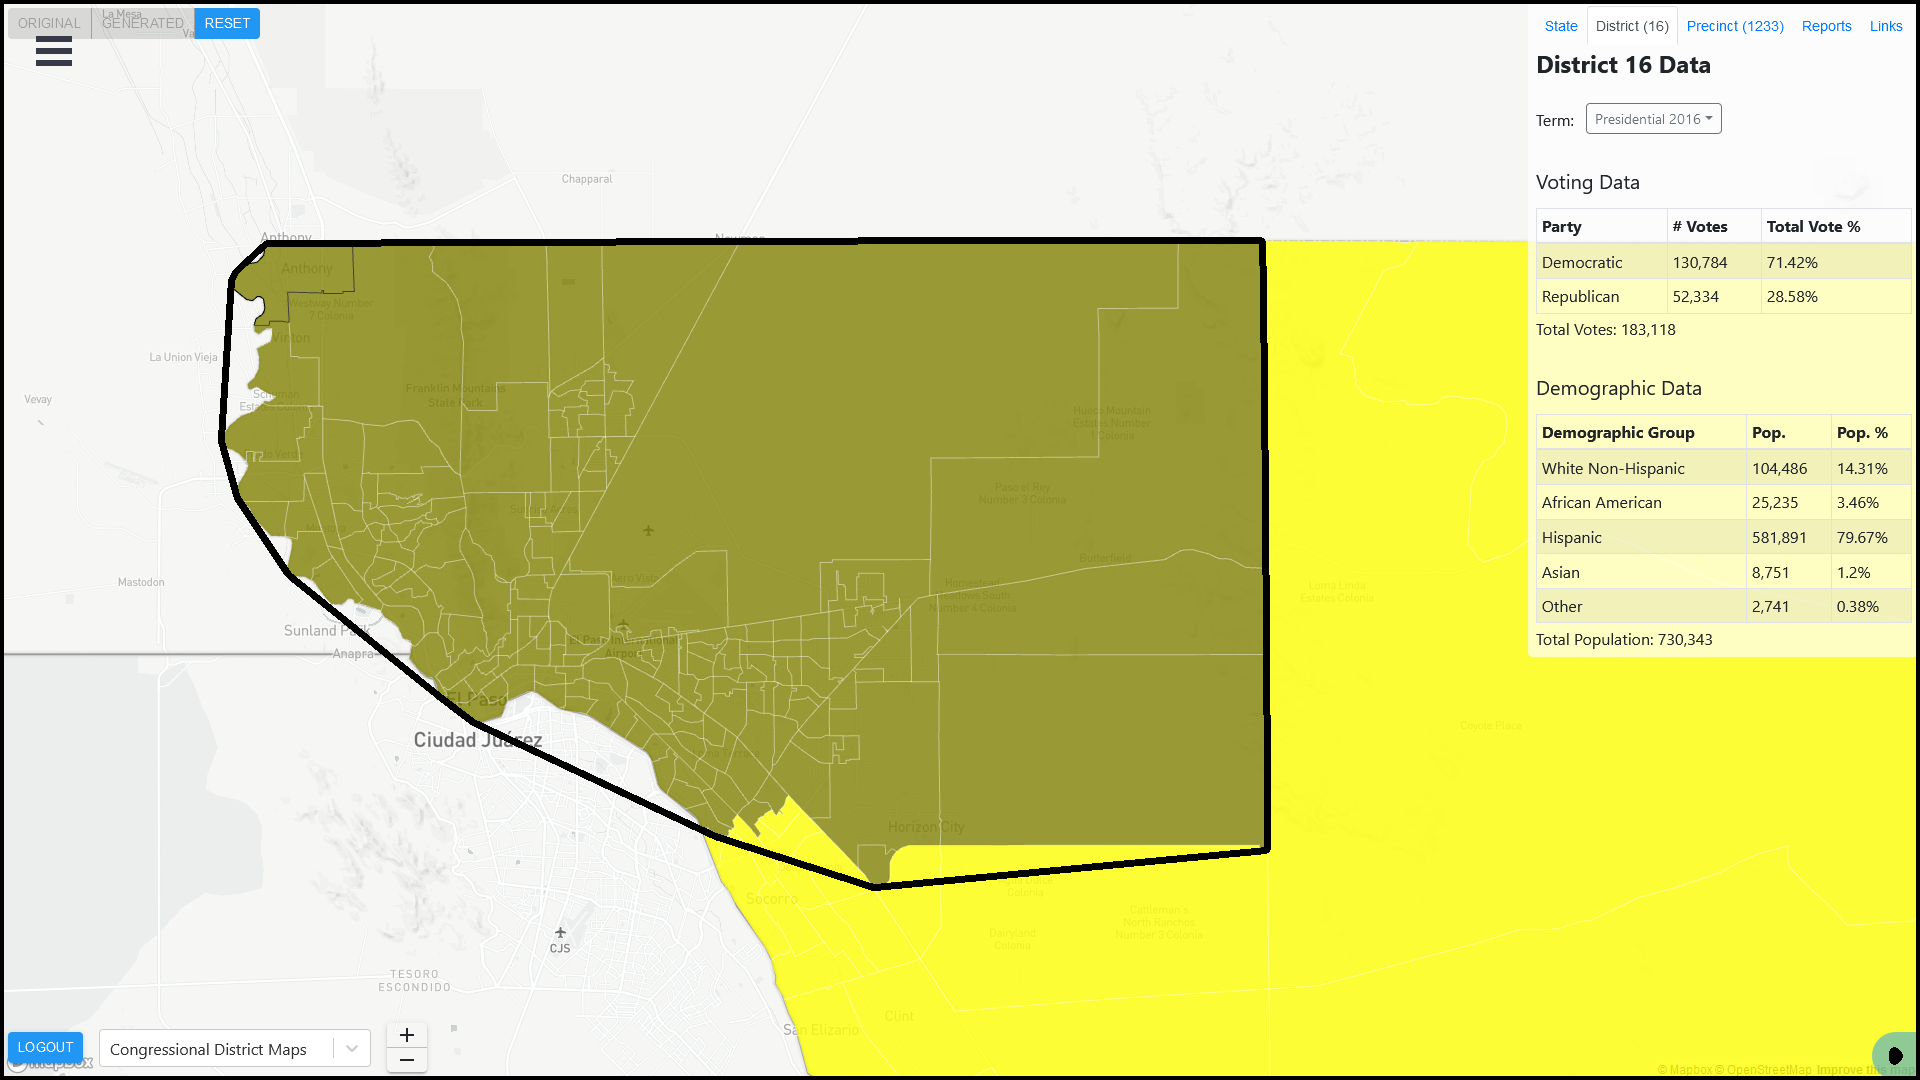 ORIGINAL GENERATED RESET
La Mesa
State District (16) Precinct (1233) Reports Links
District 16 Data
Term: Presidential 2016
Voting Data
Party # Votes Total Vote %
Democratic 130,784 71.42%
Republican 52,334 28.58%
Total Votes: 183,118
Demographic Data
Demographic Group Pop. Pop. %
White Non-Hispanic 104,486 14.31%
African American 25,235 3.46%
Hispanic 581,891 79.67%
Asian 8,751 1.2%
Other 2,741 0.38%
Total Population: 730,343
Chapparal
Anthony
Newman
Anthony
Westway Number
7 Colonia
Vinton
La Union Vieja
Vevay
Franklin Mountains
State Park
Hueco Mountain
Estates Number
1 Colonia
Paso al Rey
Number 3 Colonia
Butterfield
Mastodon
Homestead
Meadows South
Number 4 Colonia
Loma Linda
Estates Colonia
Sunland Park
Anapra
El Paso International
Airport
El Paso
Ciudad Juárez
Coyote Place
Horizon City
Socorro
Colonia
Cattleman's
North Ranchos
Number 3 Colonia
Dairyland
Colonia
CJS
TESORO
ESCONDIDO
Clint
San Elizario
LOGOUT
Congressional District Maps
+
−
mapbox
© Mapbox © OpenStreetMap Improve this map